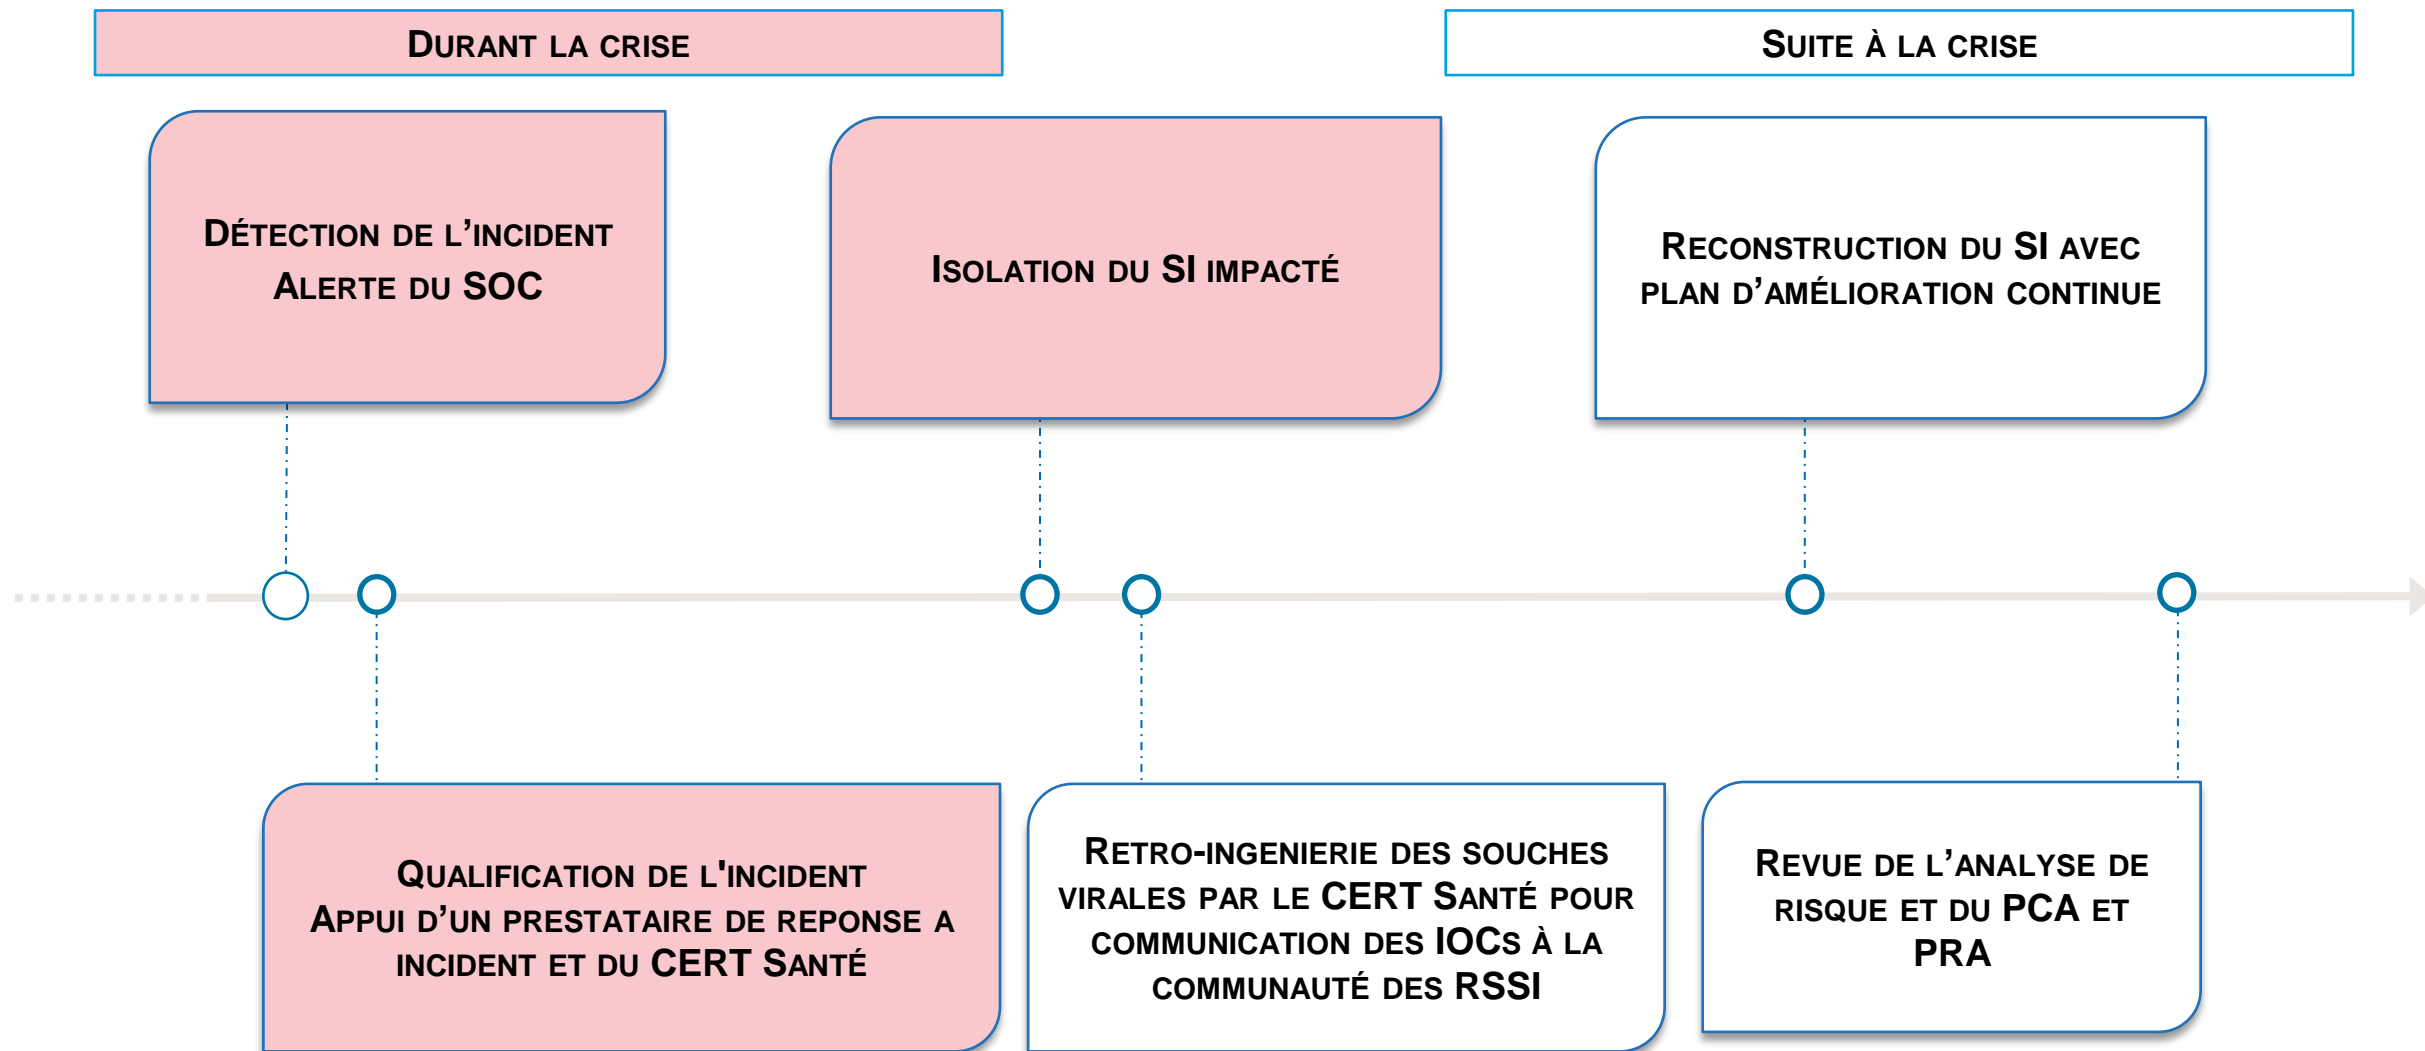 Durant la crise
Suite à la crise
Détection de l’incident
Alerte du SOC
Isolation du SI impacté
Reconstruction du SI avec
plan d’amélioration continue
Qualification de l'incident
Appui d’un prestataire de reponse a
incident et du CERT Santé
Retro-ingenierie des souches
virales par le CERT Santé pour
communication des IOCs à la
communauté des RSSI
Revue de l’analyse de
risque et du PCA et
PRA